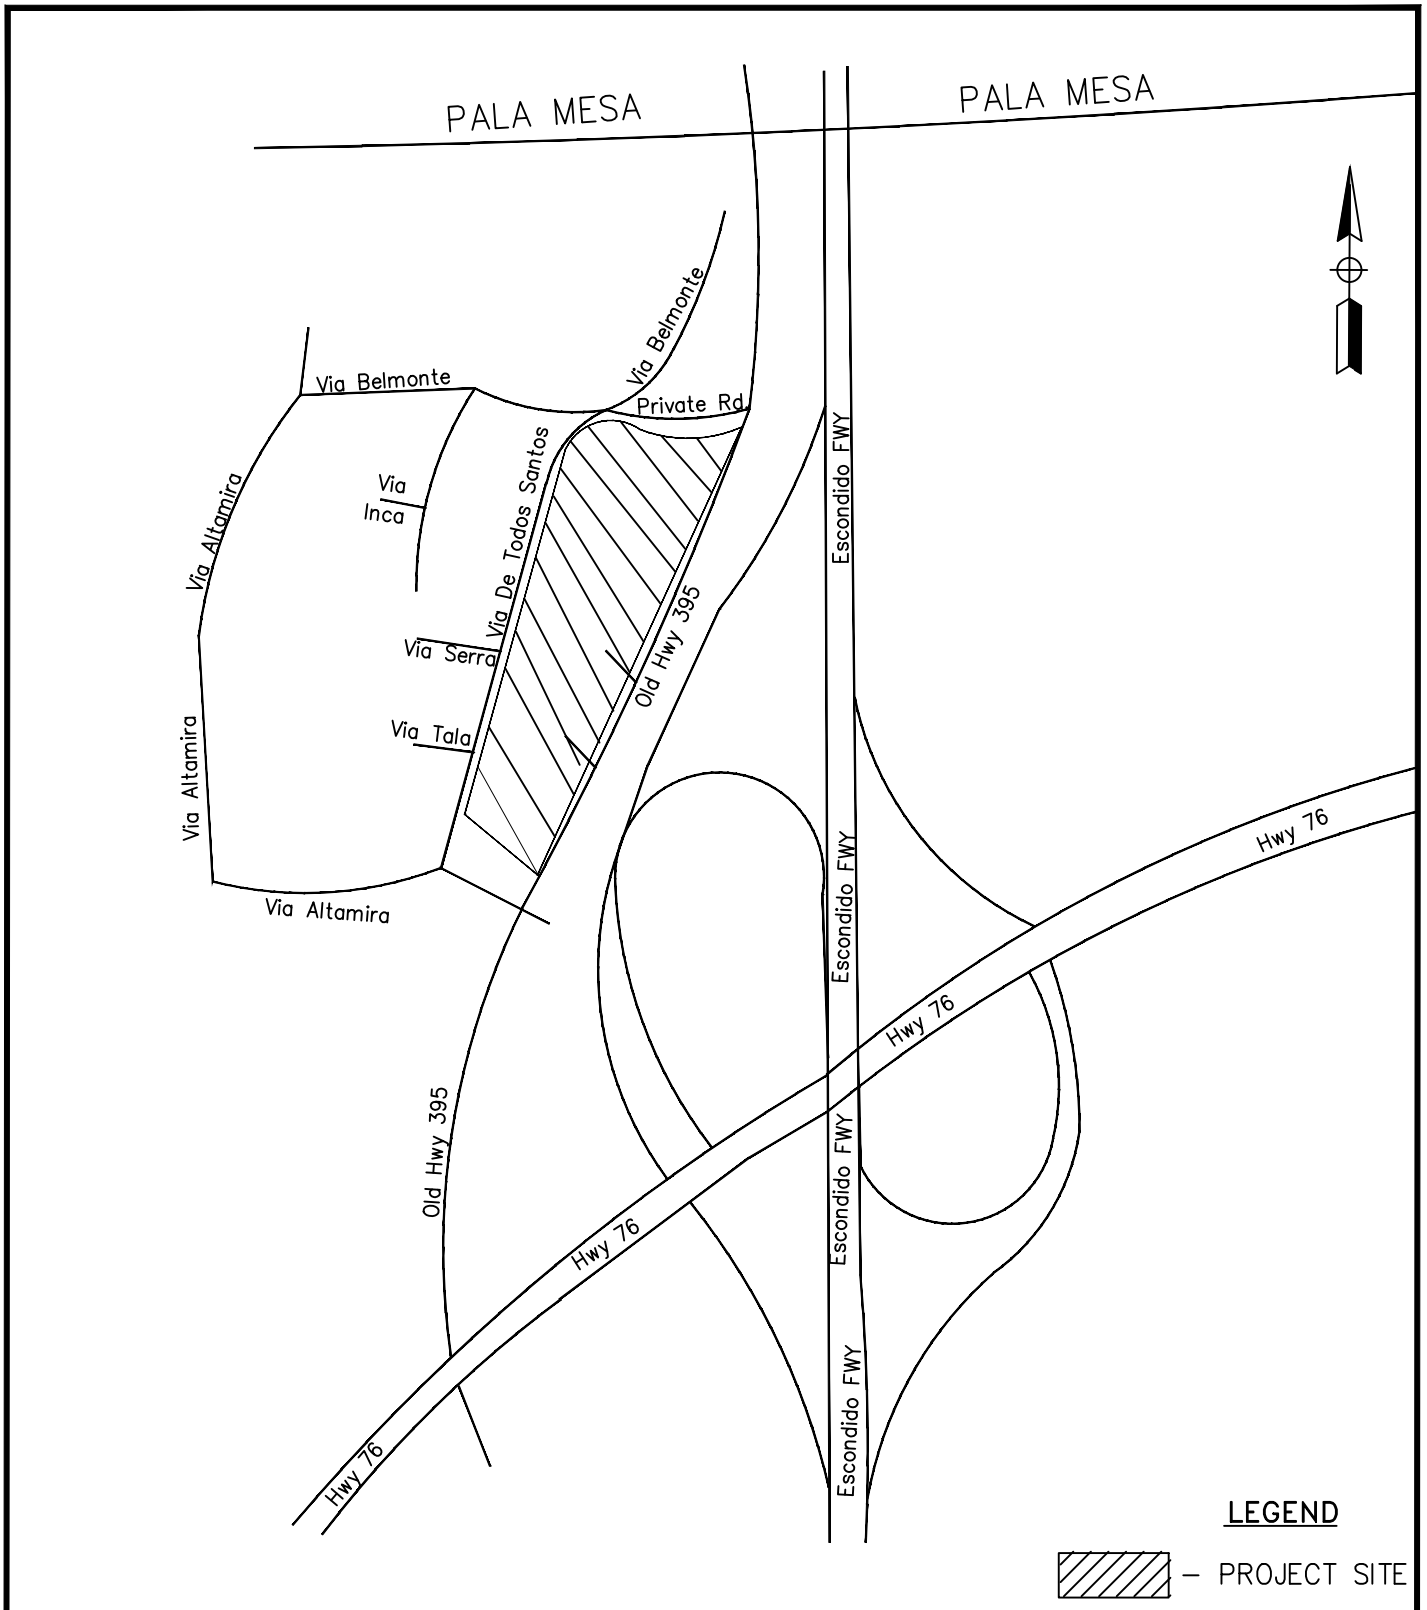 PALA MESA
PALA MESA
Via Belmonte
Via Belmonte
Private Rd.
Via Altamira
Via
Inca
Via De Todos Santos
Escondido FWY
Via Serra
Old Hwy 395
Via Tala
Via Altamira
Hwy 76
Via Altamira
Escondido FWY
Hwy 76
Old Hwy 395
Escondido FWY
Hwy 76
Escondido FWY
Hwy 76
LEGEND
– PROJECT SITE